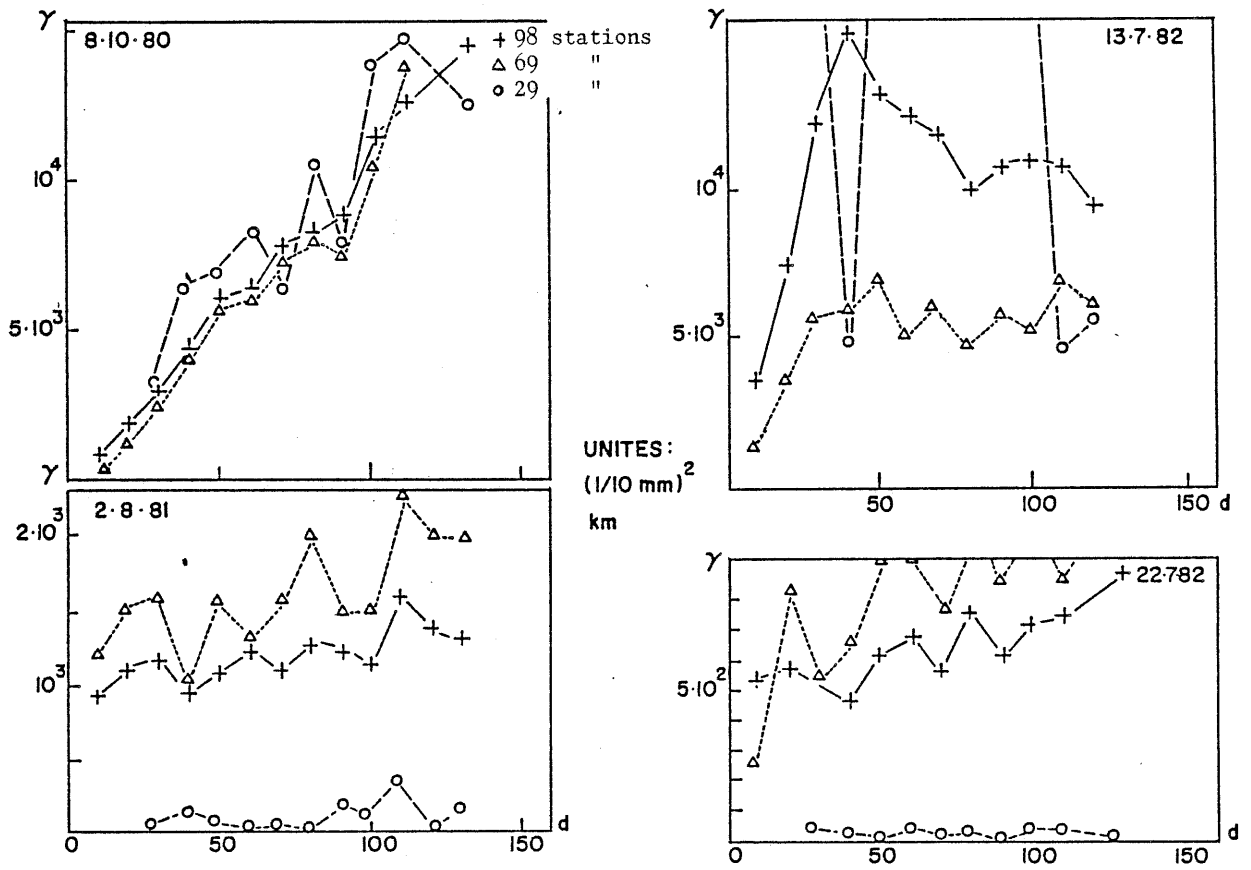 γ
8·10·80
+ 98 stations
△ 69 "
○ 29 "
10⁴
5·10³
γ
2·8·81
2·10³
10³
0 50 100 150 d
UNITES:
(1/10 mm)²
km
γ
13·7·82
10⁴
5·10³
50 100 150 d
γ
22.782
5·10²
0 50 100 150 d